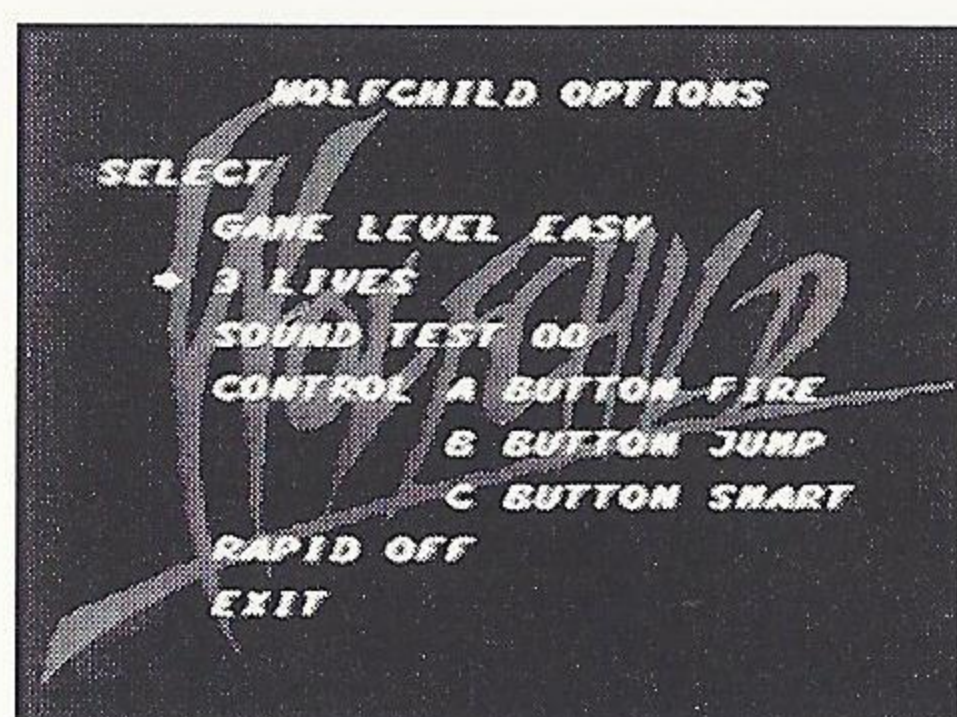 WOLFCHILD OPTIONS
SELECT
GAME LEVEL EASY
3 LIVES
SOUND TEST 00
CONTROL A BUTTON FIRE
B BUTTON JUMP
C BUTTON SMART
RAPID OFF
EXIT
WOLFCHILD